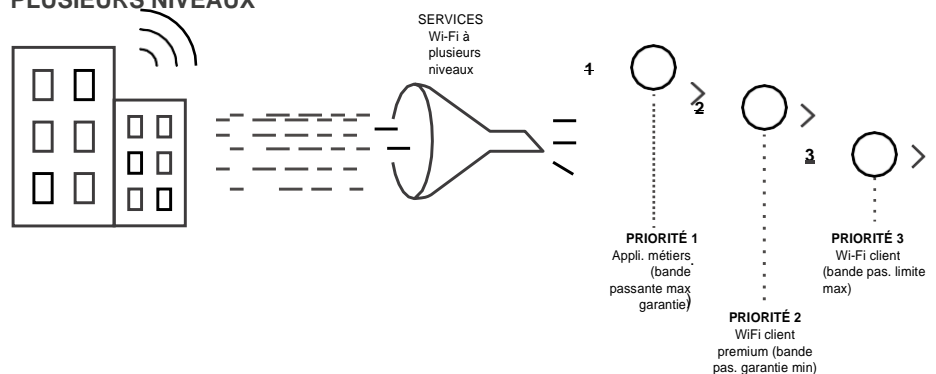 PLUSIEURS NIVEAUX
SERVICES
Wi-Fi à
plusieurs
niveaux
1
2
3
PRIORITÉ 1
Appli. métiers
(bande
passante max
garantie)
PRIORITÉ 2
WiFi client
premium (bande
pas. garantie min)
PRIORITÉ 3
Wi-Fi client
(bande pas. limite
max)